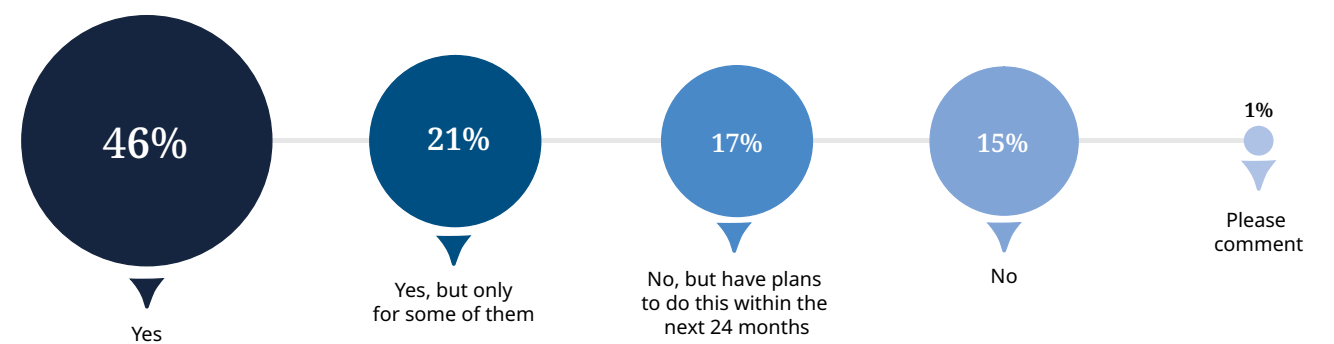 46%
Yes
21%
Yes, but only
for some of them
17%
No, but have plans
to do this within the
next 24 months
15%
No
1%
Please
comment